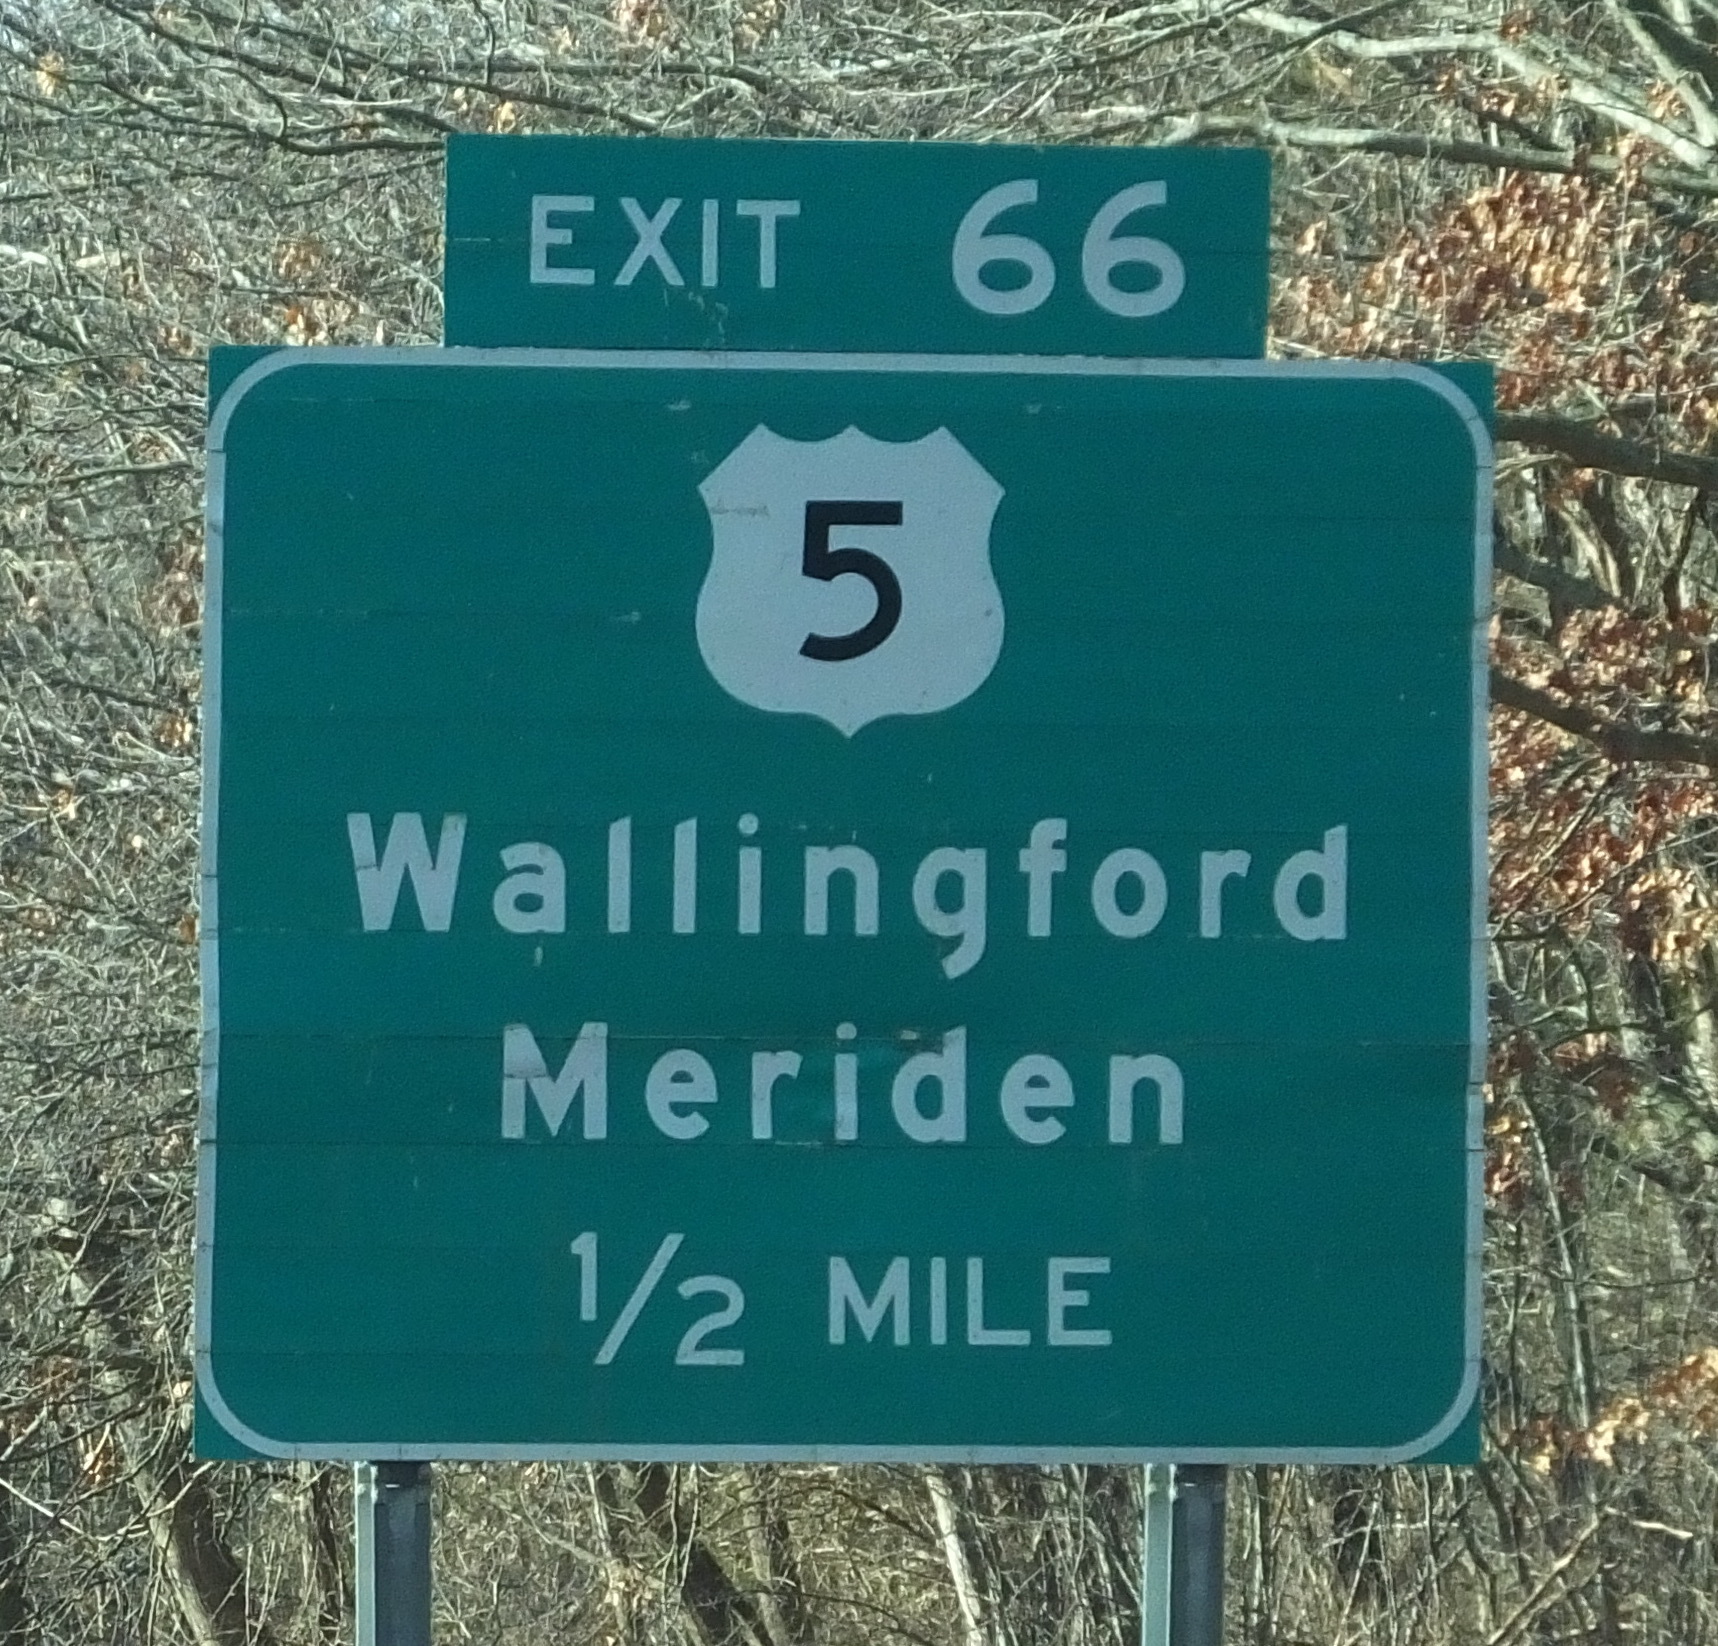 EXIT 66
5
Wallingford
Meriden
1/2 MILE